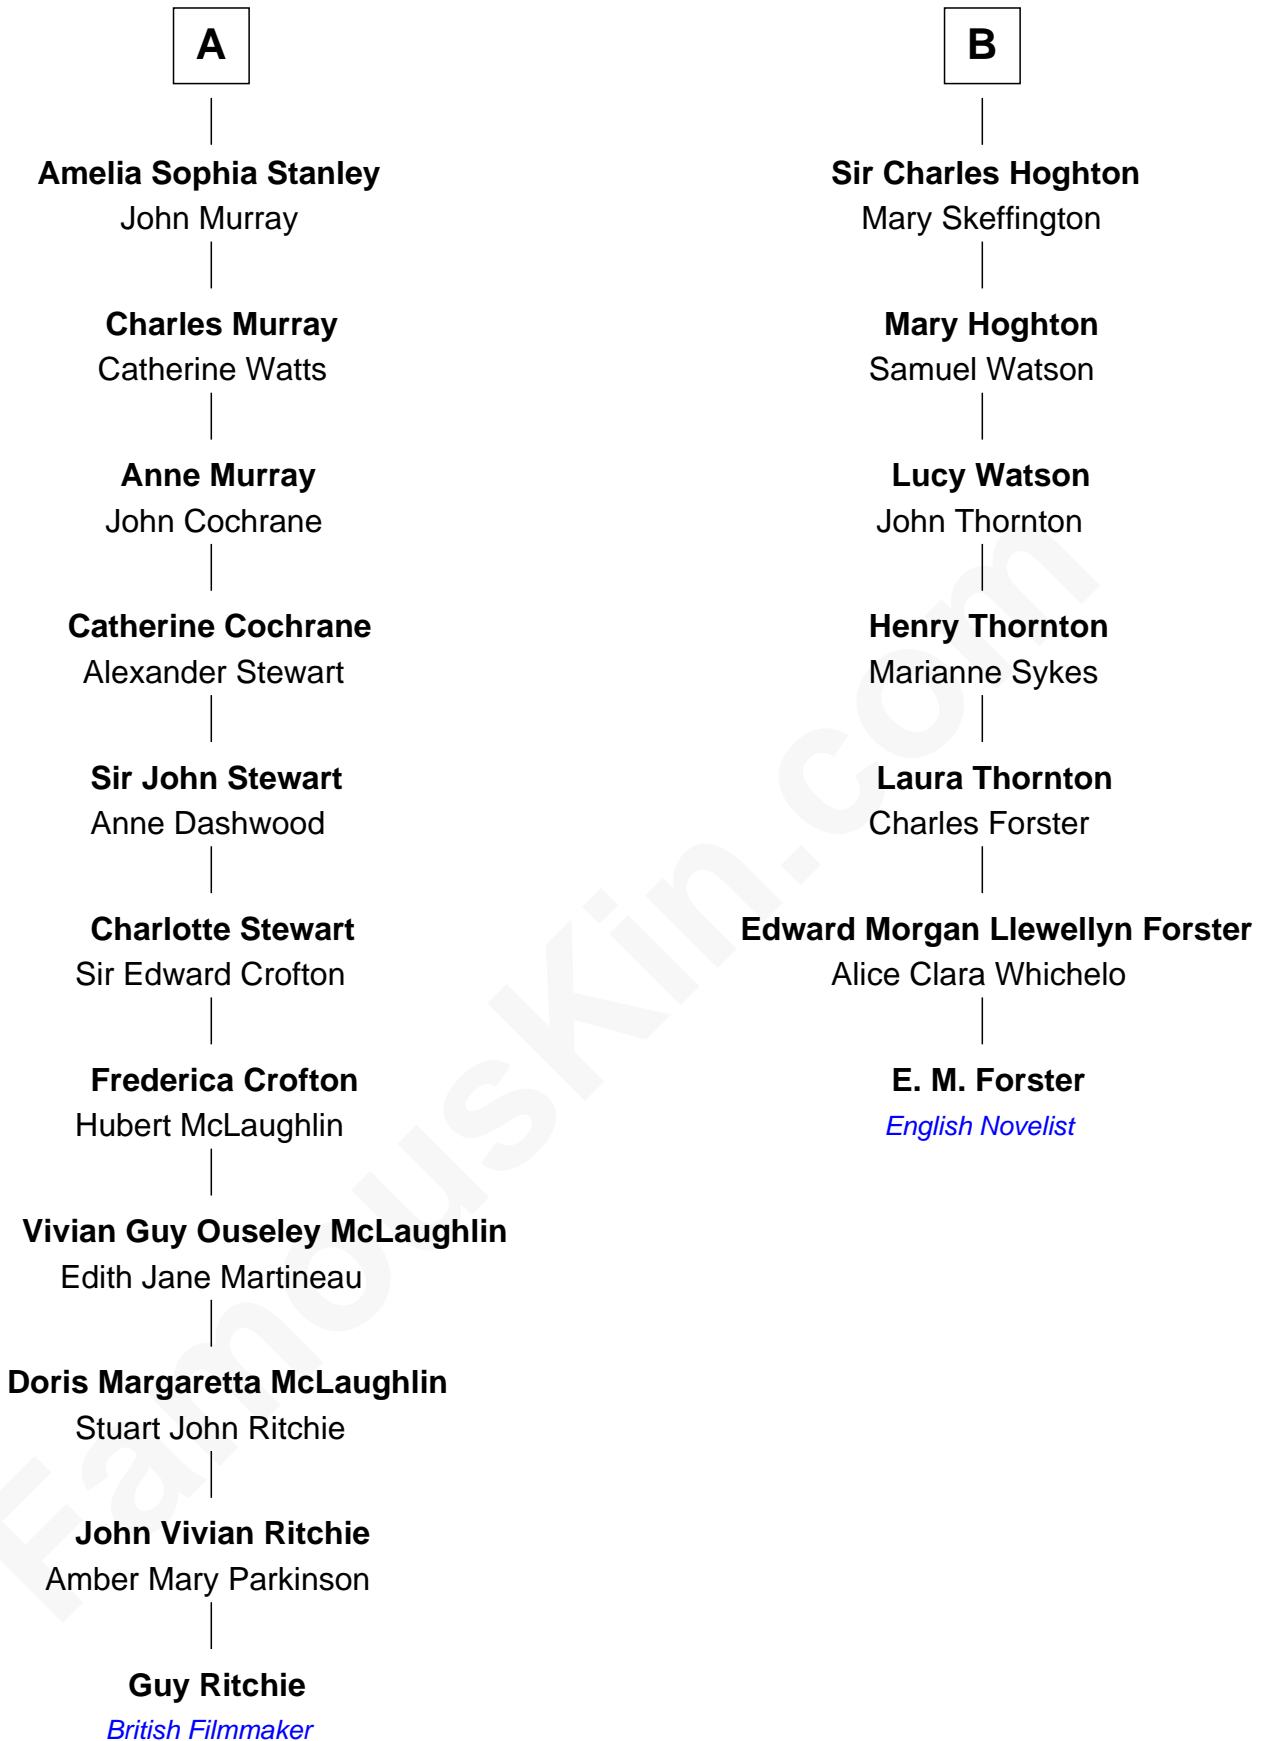 A
Amelia Sophia Stanley
John Murray
Charles Murray
Catherine Watts
Anne Murray
John Cochrane
Catherine Cochrane
Alexander Stewart
Sir John Stewart
Anne Dashwood
Charlotte Stewart
Sir Edward Crofton
Frederica Crofton
Hubert McLaughlin
Vivian Guy Ouseley McLaughlin
Edith Jane Martineau
Doris Margaretta McLaughlin
Stuart John Ritchie
John Vivian Ritchie
Amber Mary Parkinson
Guy Ritchie
British Filmmaker
B
Sir Charles Hoghton
Mary Skeffington
Mary Hoghton
Samuel Watson
Lucy Watson
John Thornton
Henry Thornton
Marianne Sykes
Laura Thornton
Charles Forster
Edward Morgan Llewellyn Forster
Alice Clara Whichelo
E. M. Forster
English Novelist
FamousKin.com